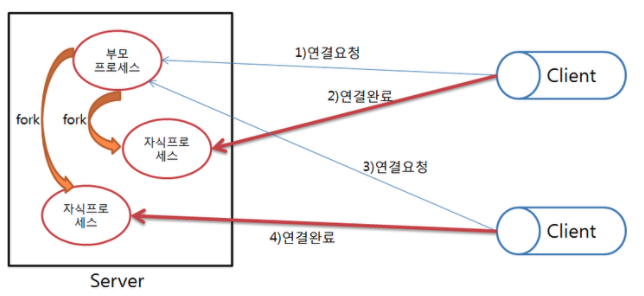 부모
프로세스
1)연결요청
Client
2)연결완료
fork
fork
자식프로
세스
3)연결요청
자식프로
세스
4)연결완료
Client
Server